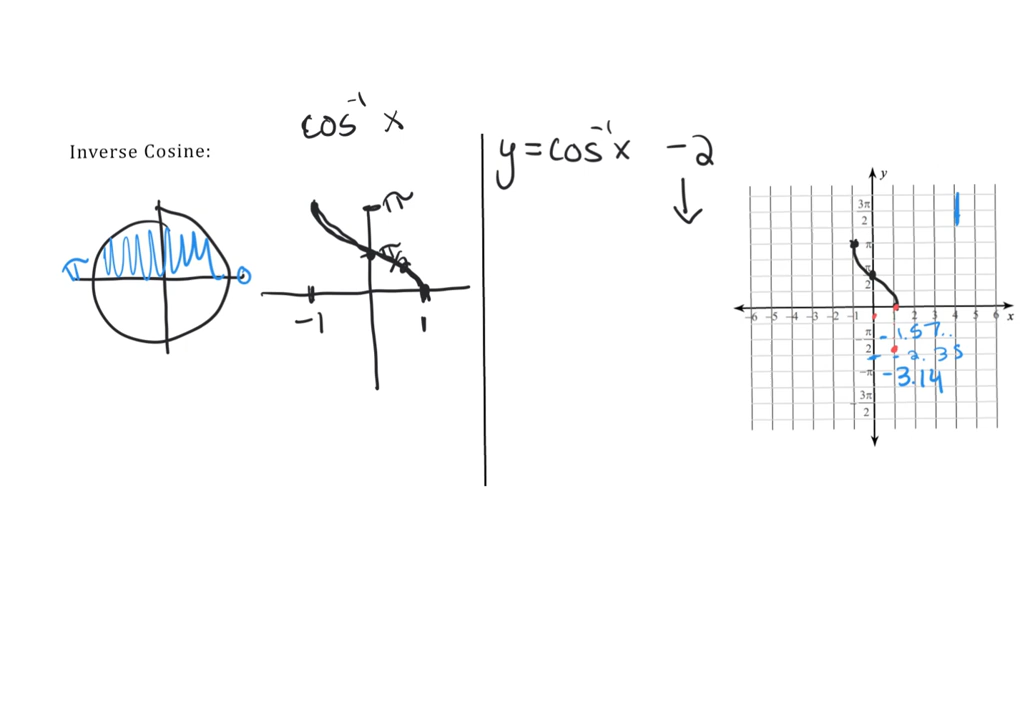 cos⁻¹ x
Inverse Cosine:
π 0
π
π/2
-1 1
y = cos⁻¹x -2
y
3π
2
π
π
2
-6 -5 -4 -3 -2 -1 1 2 3 4 5 6 x
π
2
-1.57..
-2.35
-π
-3.14
3π
2